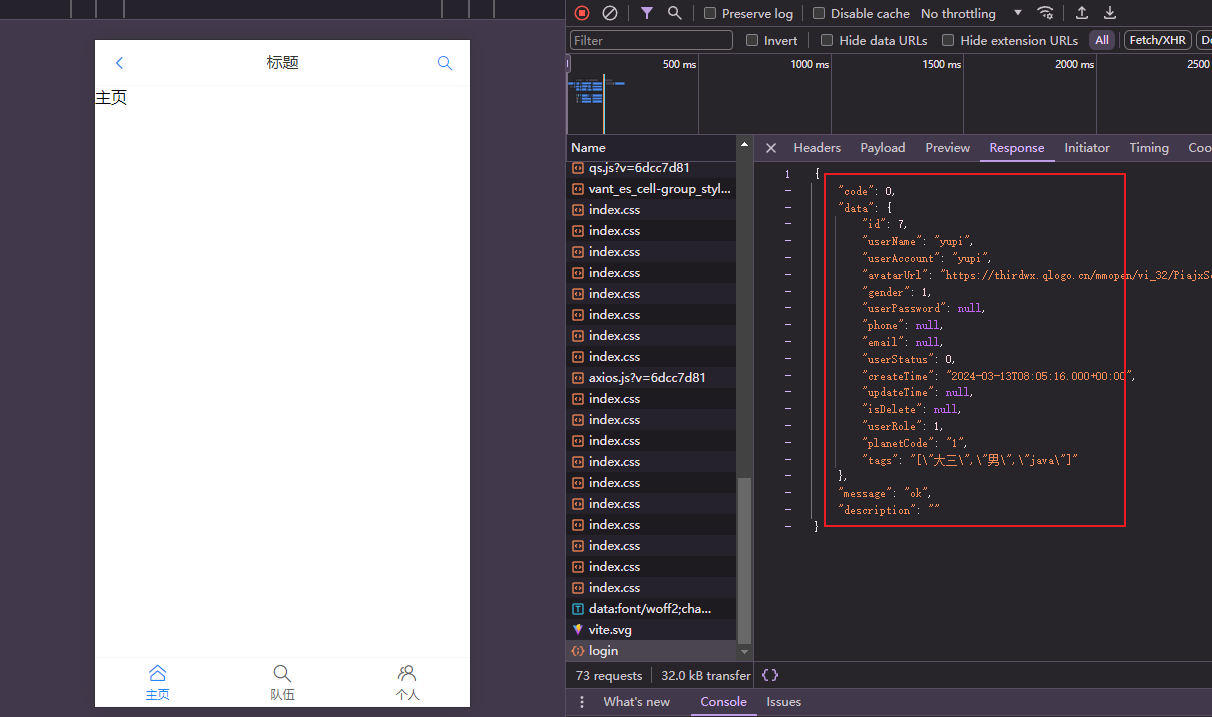 Preserve log
Disable cache
No throttling
Filter
Invert
Hide data URLs
Hide extension URLs
All
Fetch/XHR
500 ms
1000 ms
1500 ms
2000 ms
2500
标题
主页
主页
队伍
个人
Name
qs.js?v=6dcc7d81
vant_es_cell-group_styl...
index.css
index.css
index.css
index.css
index.css
index.css
index.css
index.css
axios.js?v=6dcc7d81
index.css
index.css
index.css
index.css
index.css
index.css
index.css
index.css
index.css
index.css
data:font/woff2;cha...
vite.svg
login
73 requests
32.0 kB transfer
Headers
Payload
Preview
Response
Initiator
Timing
Coo
1
{
"code": 0,
"data": {
"id": 7,
"userName": "yupi",
"userAccount": "yupi",
"avatarUrl": "https://thirdwx.qlogo.cn/mmopen/vi_32/PiajxS
"gender": 1,
"userPassword": null,
"phone": null,
"email": null,
"userStatus": 0,
"createTime": "2024-03-13T08:05:16.000+00:00",
"updateTime": null,
"isDelete": null,
"userRole": 1,
"planetCode": "1",
"tags": "[\"大三\",\"男\",\"java\"]"
},
"message": "ok",
"description": ""
}
{}
What's new
Console
Issues